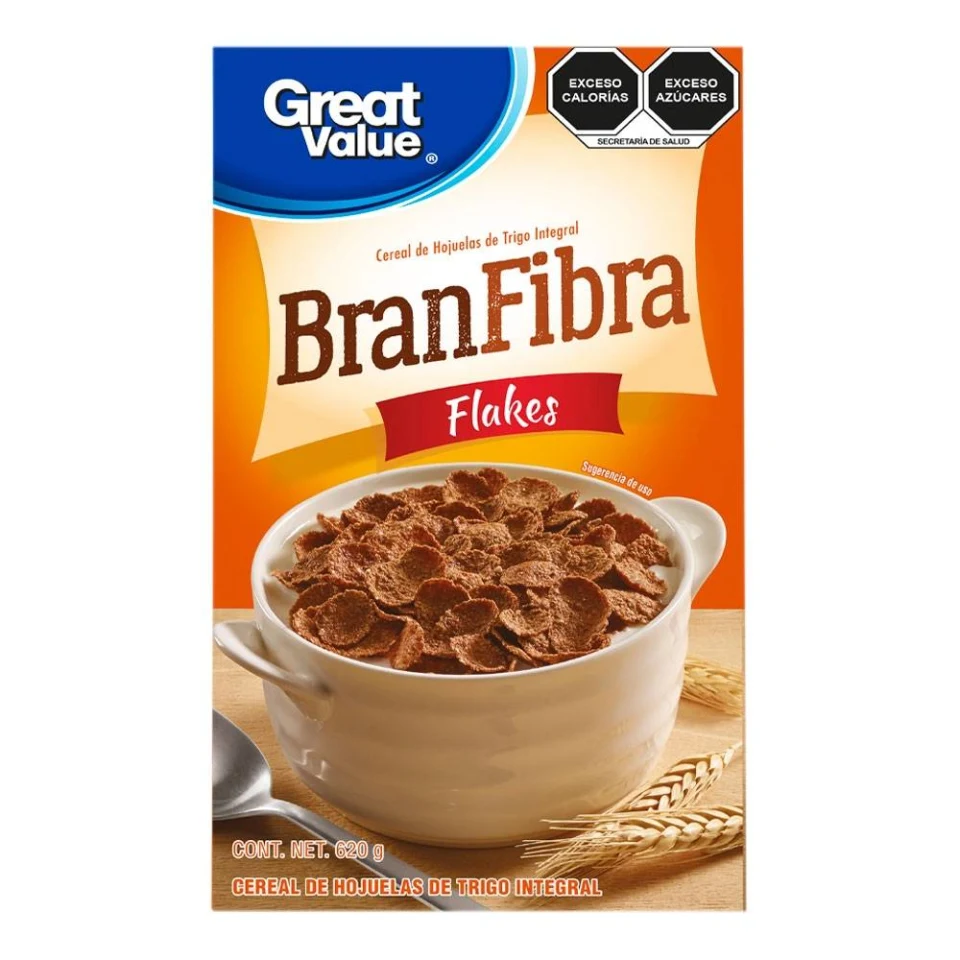 Great
Value®
EXCESO
CALORÍAS
EXCESO
AZÚCARES
SECRETARÍA DE SALUD
Cereal de Hojuelas de Trigo Integral
BranFibra
Flakes
Sugerencia de uso
CONT. NET. 620 g
CEREAL DE HOJUELAS DE TRIGO INTEGRAL